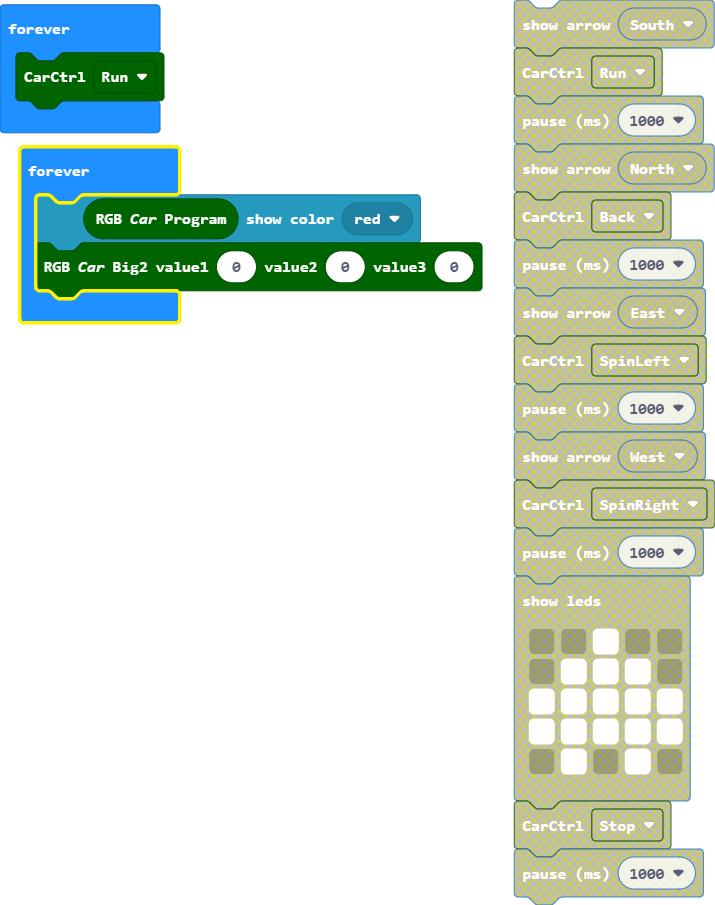 forever
CarCtrl Run
forever
RGB Car Program show color red
RGB Car Big2 value1 0 value2 0 value3 0
show arrow South
CarCtrl Run
pause (ms) 1000
show arrow North
CarCtrl Back
pause (ms) 1000
show arrow East
CarCtrl SpinLeft
pause (ms) 1000
show arrow West
CarCtrl SpinRight
pause (ms) 1000
show leds
CarCtrl Stop
pause (ms) 1000